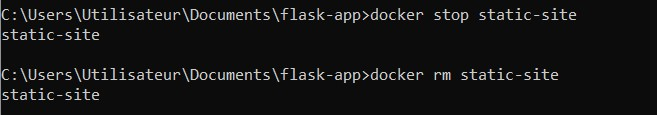 C:\Users\Utilisateur\Documents\flask-app>docker stop static-site
static-site
C:\Users\Utilisateur\Documents\flask-app>docker rm static-site
static-site